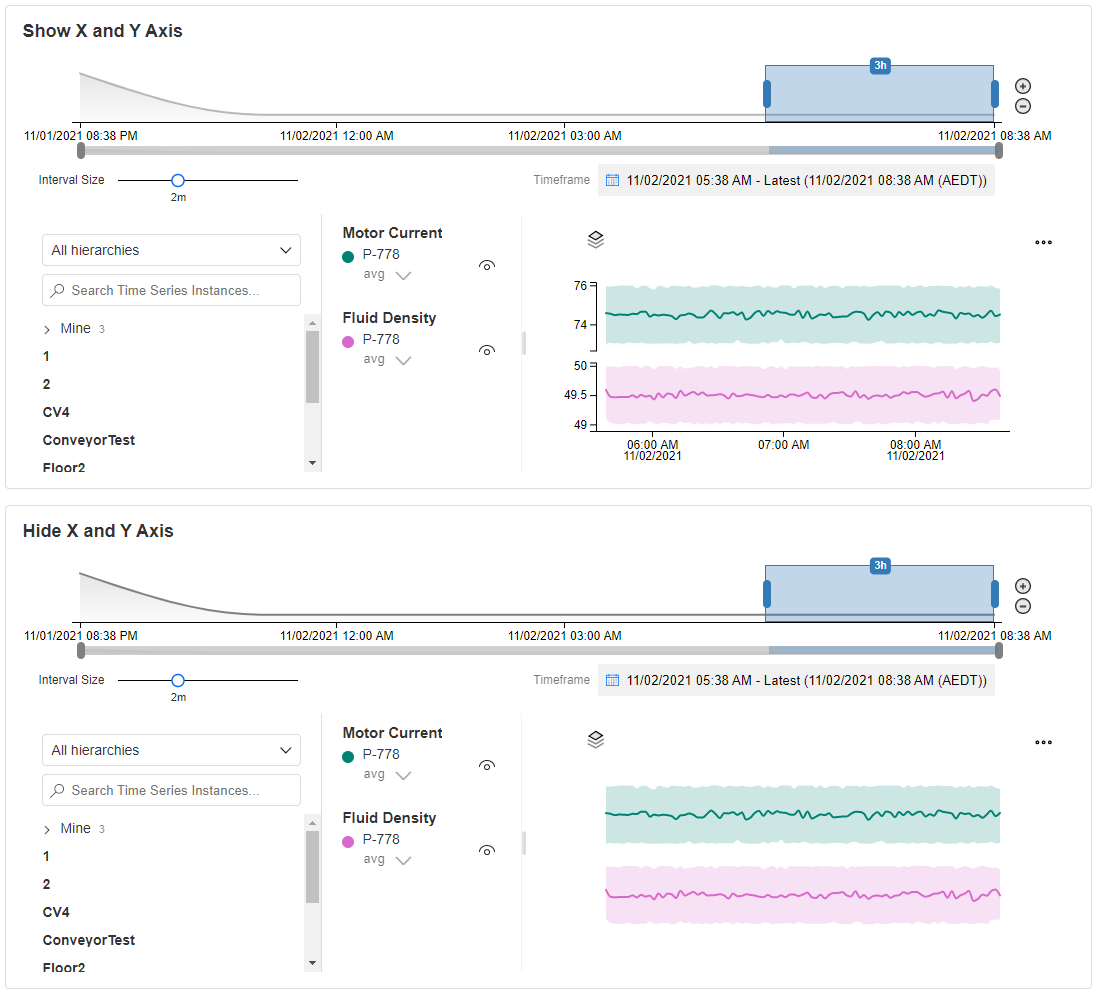 Show X and Y Axis
3h
11/01/2021 08:38 PM 11/02/2021 12:00 AM 11/02/2021 03:00 AM 11/02/2021 08:38 AM
Interval Size
2m
Timeframe 11/02/2021 05:38 AM - Latest (11/02/2021 08:38 AM (AEDT))
All hierarchies
Search Time Series Instances...
Mine 3
1
2
CV4
ConveyorTest
Floor2
Motor Current
P-778
avg
Fluid Density
P-778
avg
76
74
50
49.5
49
06:00 AM 07:00 AM 08:00 AM
11/02/2021 11/02/2021
Hide X and Y Axis
3h
11/01/2021 08:38 PM 11/02/2021 12:00 AM 11/02/2021 03:00 AM 11/02/2021 08:38 AM
Interval Size
2m
Timeframe 11/02/2021 05:38 AM - Latest (11/02/2021 08:38 AM (AEDT))
All hierarchies
Search Time Series Instances...
Mine 3
1
2
CV4
ConveyorTest
Floor2
Motor Current
P-778
avg
Fluid Density
P-778
avg